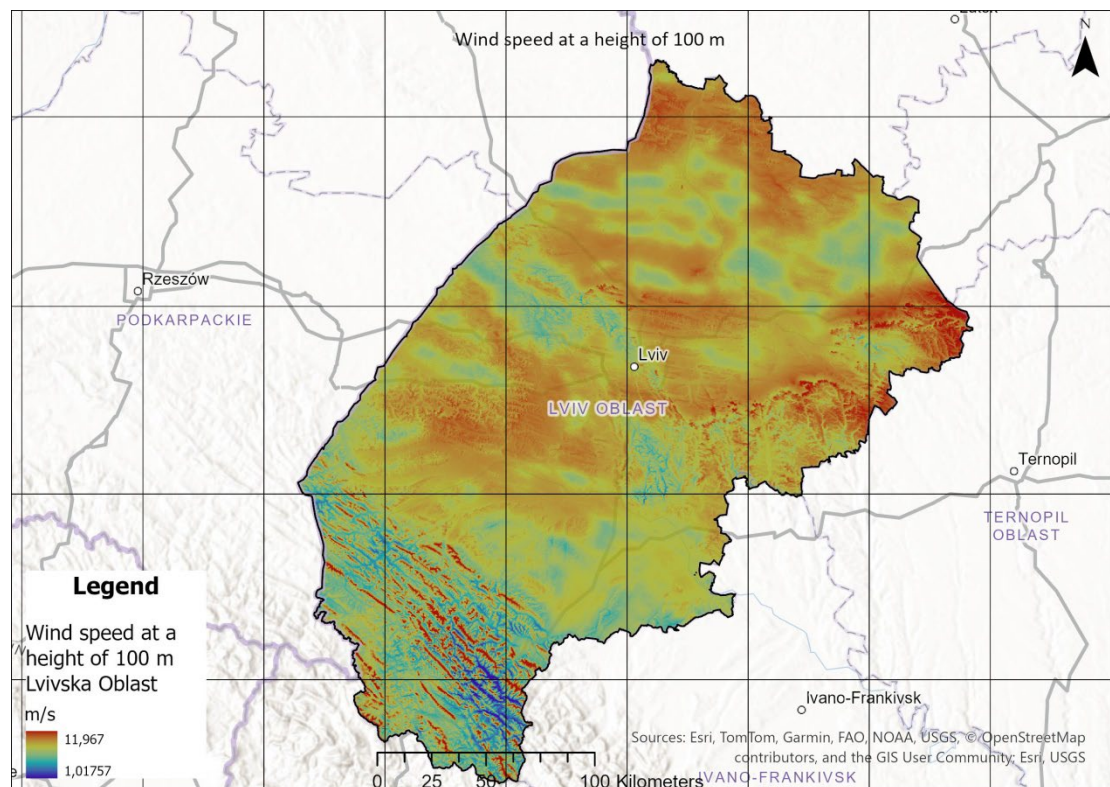 Wind speed at a height of 100 m
N
Rzeszów
PODKARPACKIE
Lviv
LVIV OBLAST
Ternopil
TERNOPIL
OBLAST
Legend
Wind speed at a
height of 100 m
Lvivska Oblast
m/s
11,967
1,01757
Ivano-Frankivsk
Sources: Esri, TomTom, Garmin, FAO, NOAA, USGS, © OpenStreetMap
contributors, and the GIS User Community; Esri, USGS
0 25 50 100 Kilometers
IVANO-FRANKIVSK